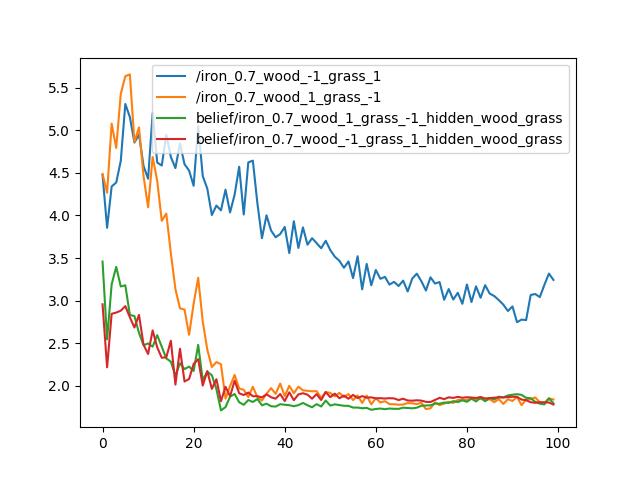 /iron_0.7_wood_-1_grass_1
/iron_0.7_wood_1_grass_-1
belief/iron_0.7_wood_1_grass_-1_hidden_wood_grass
belief/iron_0.7_wood_-1_grass_1_hidden_wood_grass
5.5
5.0
4.5
4.0
3.5
3.0
2.5
2.0
0 20 40 60 80 100